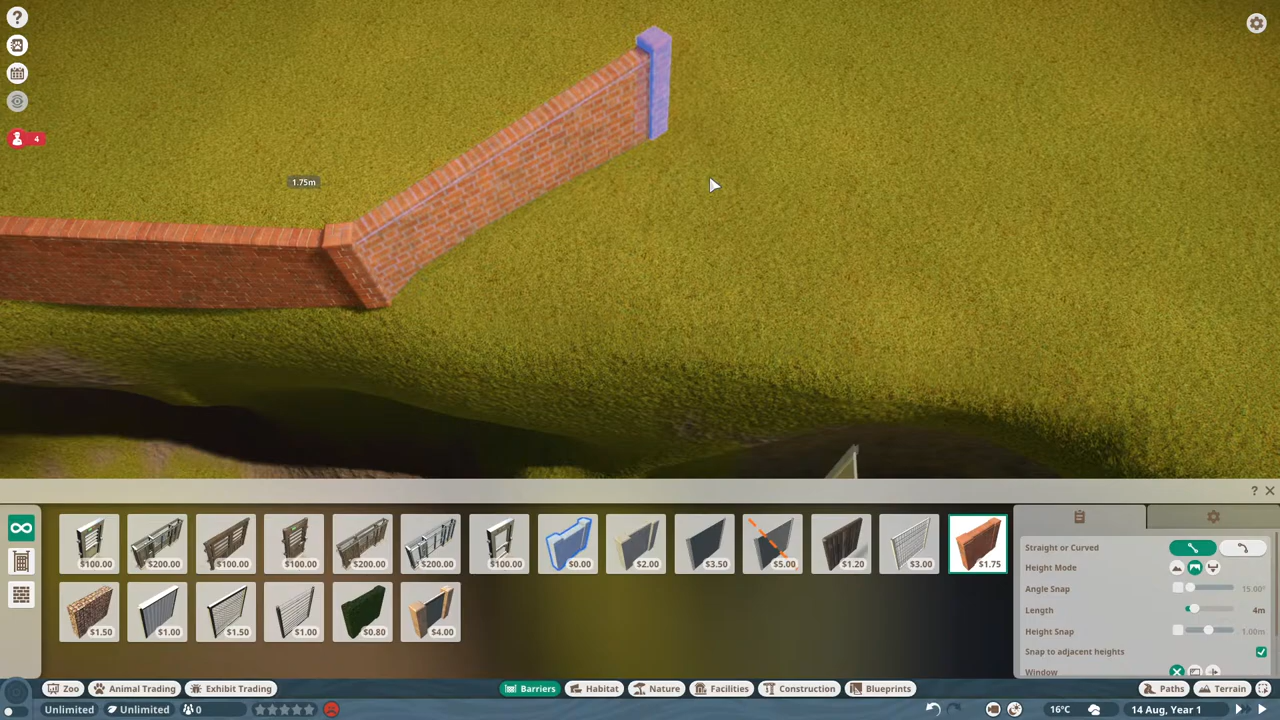 ?
4
1.75m
? ×
$100.00 $200.00 $100.00 $100.00 $200.00 $200.00 $100.00 $0.00 $2.00 $3.50 $5.00 $1.20 $3.00 $1.75
$1.50 $1.00 $1.50 $1.00 $0.80 $4.00
Straight or Curved
Height Mode
Angle Snap 15.00°
Length 4m
Height Snap 1.00m
Snap to adjacent heights
Window
Zoo Animal Trading Exhibit Trading Barriers Habitat Nature Facilities Construction Blueprints Paths Terrain
Unlimited Unlimited 0 16°C 14 Aug, Year 1